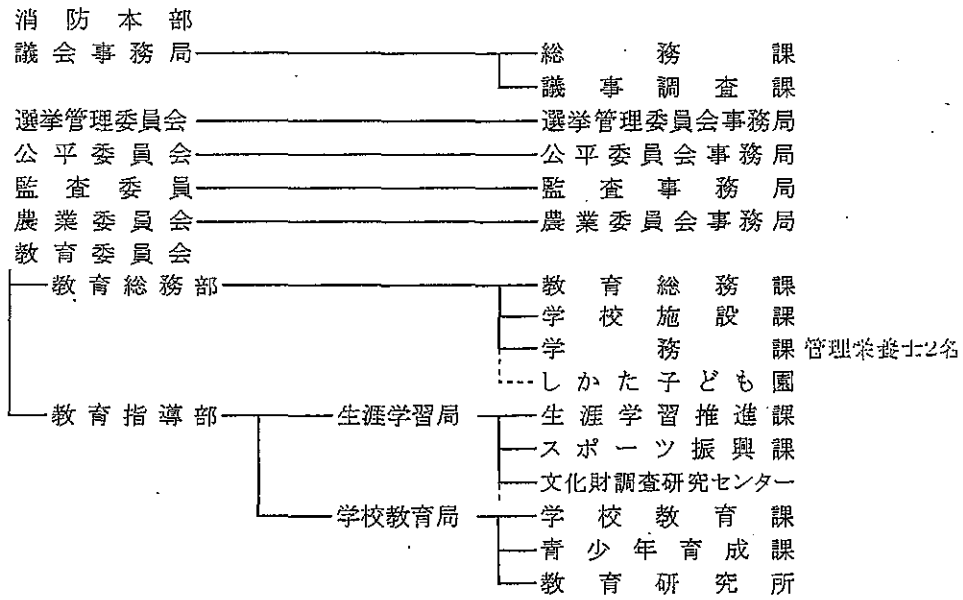 消防本部
議会事務局 総務課
議事調査課
選挙管理委員会 選挙管理委員会事務局
公平委員会 公平委員会事務局
監査委員 監査事務局
農業委員会 農業委員会事務局
教育委員会
教育総務部 教育総務課
学校施設課
学務課 管理栄養士2名
しかた子ども園
教育指導部 生涯学習局 生涯学習推進課
スポーツ振興課
文化財調査研究センター
学校教育局 学校教育課
青少年育成課
教育研究所